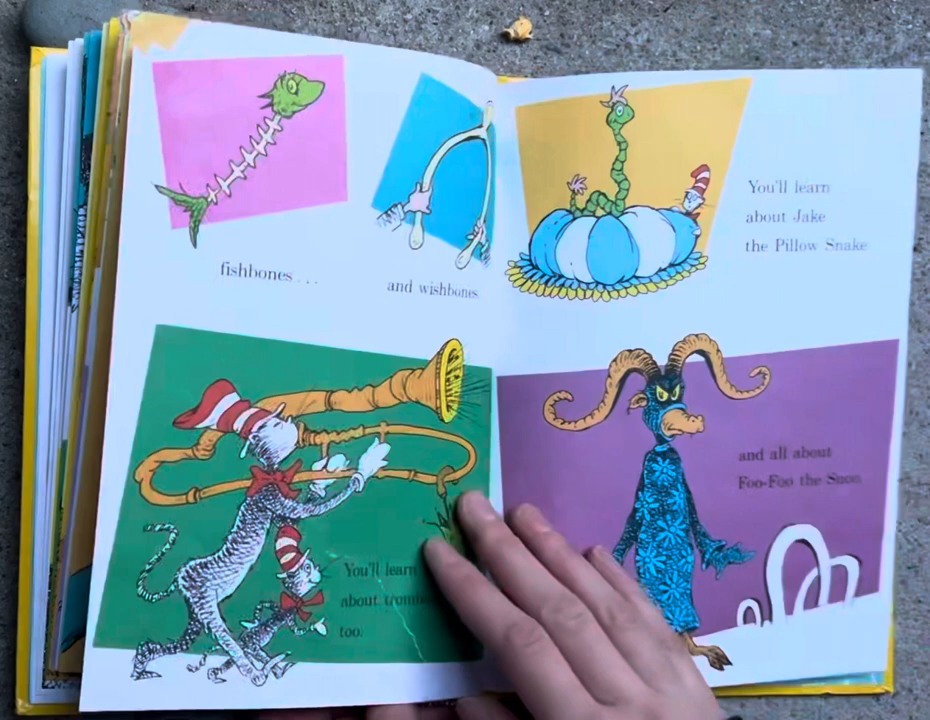 fishbones . . .
and wishbones.
You'll learn
about Jake
the Pillow Snake
You'll learn
about
too.
and all about
Foo-Foo the Snoo.